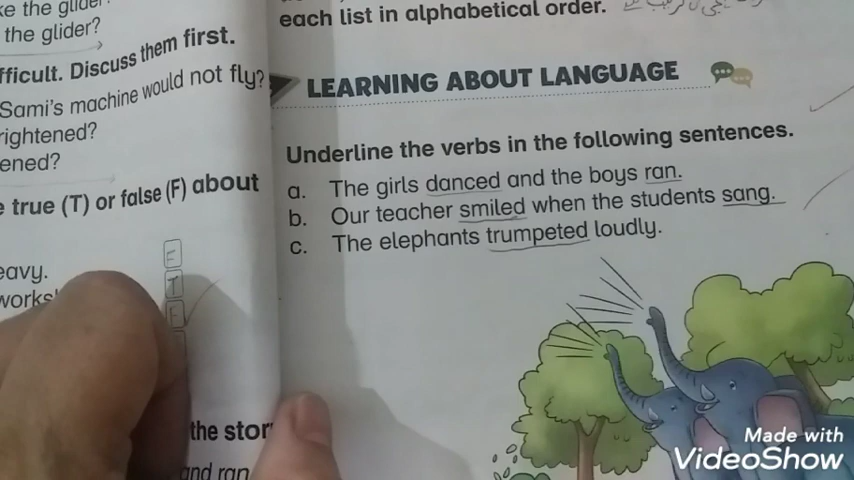 the glider?
fficult. Discuss them first.
Sami's machine would not fly?
rightened?
ened?
e true (T) or false (F) about
eavy.
works
F
T
F
the stor
and ran
each list in alphabetical order.
LEARNING ABOUT LANGUAGE
Underline the verbs in the following sentences.
a. The girls danced and the boys ran.
b. Our teacher smiled when the students sang.
c. The elephants trumpeted loudly.
Made with
VideoShow